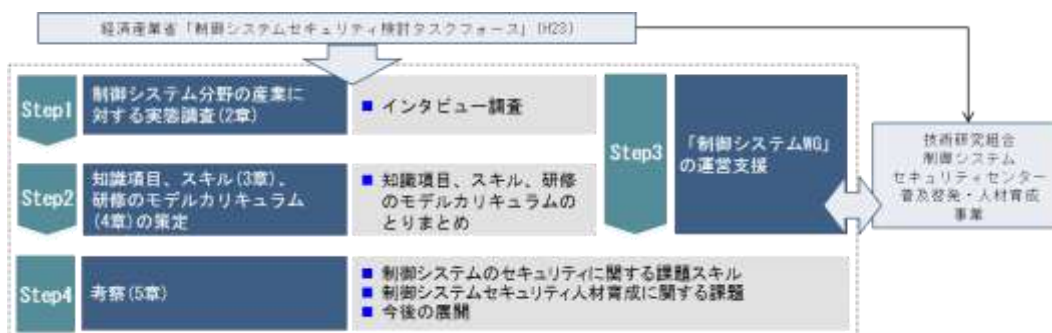 経済産業省「制御システムセキュリティ検討タスクフォース」(H23)
Step1
制御システム分野の産業に
対する実態調査(2章)
■ インタビュー調査
Step2
知識項目、スキル(3章)、
研修のモデルカリキュラム
(4章)の策定
■ 知識項目、スキル、研修
のモデルカリキュラムの
とりまとめ
Step3
「制御システムWG」
の運営支援
技術研究組合
制御システム
セキュリティセンター
普及啓発・人材育成
事業
Step4
考察(5章)
■ 制御システムのセキュリティに関する課題スキル
■ 制御システムセキュリティ人材育成に関する課題
■ 今後の展開